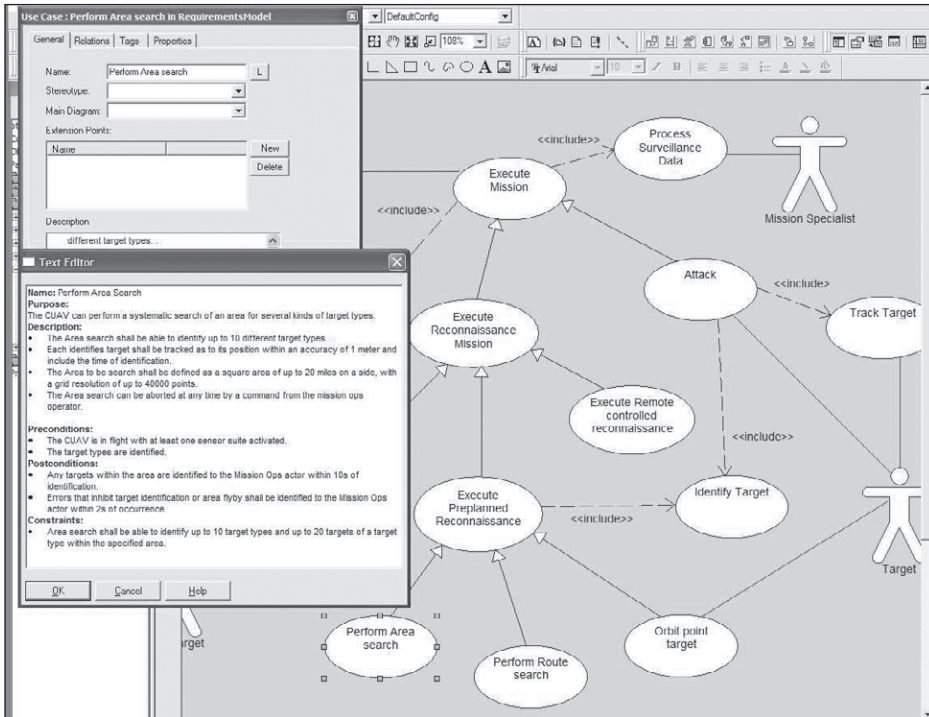 Use Case : Perform Area search in RequirementsModel
DefaultConfig
General Relations Tags Properties
108%
Name: Perform Area search L
A Arial 10 B
Stereotype:
Main Diagram:
Extension Points:
Name New
Delete
Description
different target types. .
Text Editor
Name: Perform Area Search
Purpose:
The CUAV can perform a systematic search of an area for several kinds of target types.
Description:
• The Area search shall be able to identify up to 10 different target types.
• Each identifies target shall be tracked as to its position within an accuracy of 1 meter and
include the time of identification.
• The Area to be search shall be defined as a square area of up to 20 miles on a side, with
a grid resolution of up to 40000 points.
• The Area search can be aborted at any time by a command from the mission ops
operator.
Preconditions:
• The CUAV is in flight with at least one sensor suite activated.
• The target types are identified.
Postconditions:
• Any targets within the area are identified to the Mission Ops actor within 10s of
identification.
• Errors that inhibit target identification or area flyby shall be identified to the Mission Ops
actor within 2s of occurrence
Constraints:
• Area search shall be able to identify up to 10 target types and up to 20 targets of a target
type within the specified area.
OK Cancel Help
<<include>>
Process
Surveillance
Data
Execute
Mission
Mission Specialist
<<include>>
Attack
<<include>
Track Target
Execute
Reconnaissance
Mission
Execute Remote
controlled
reconnaissance
<<include>>
Identify Target
Execute
Preplanned
Reconnaissance
<<include>>
Target
Perform Area
search
Perform Route
search
Orbit point
target
arget